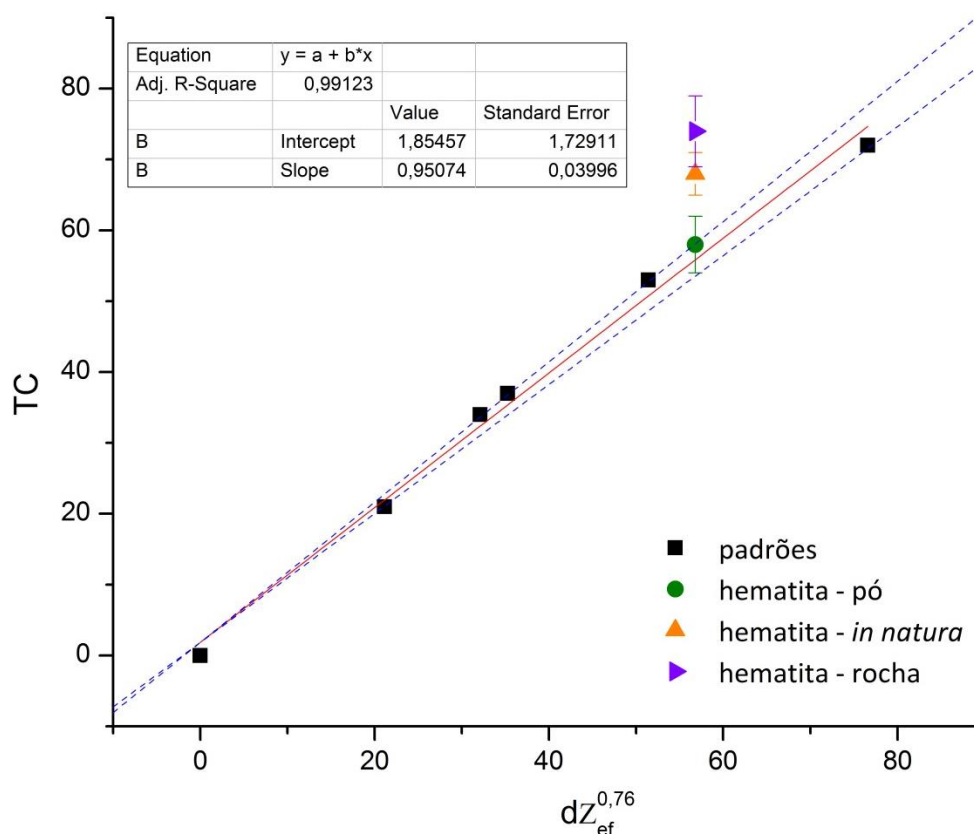 Equation y = a + b*x
Adj. R-Square 0,99123
Value Standard Error
B Intercept 1,85457 1,72911
B Slope 0,95074 0,03996
80
60
40
20
0
TC
padrões
hematita - pó
hematita - in natura
hematita - rocha
0 20 40 60 80
dZ_ef^0,76